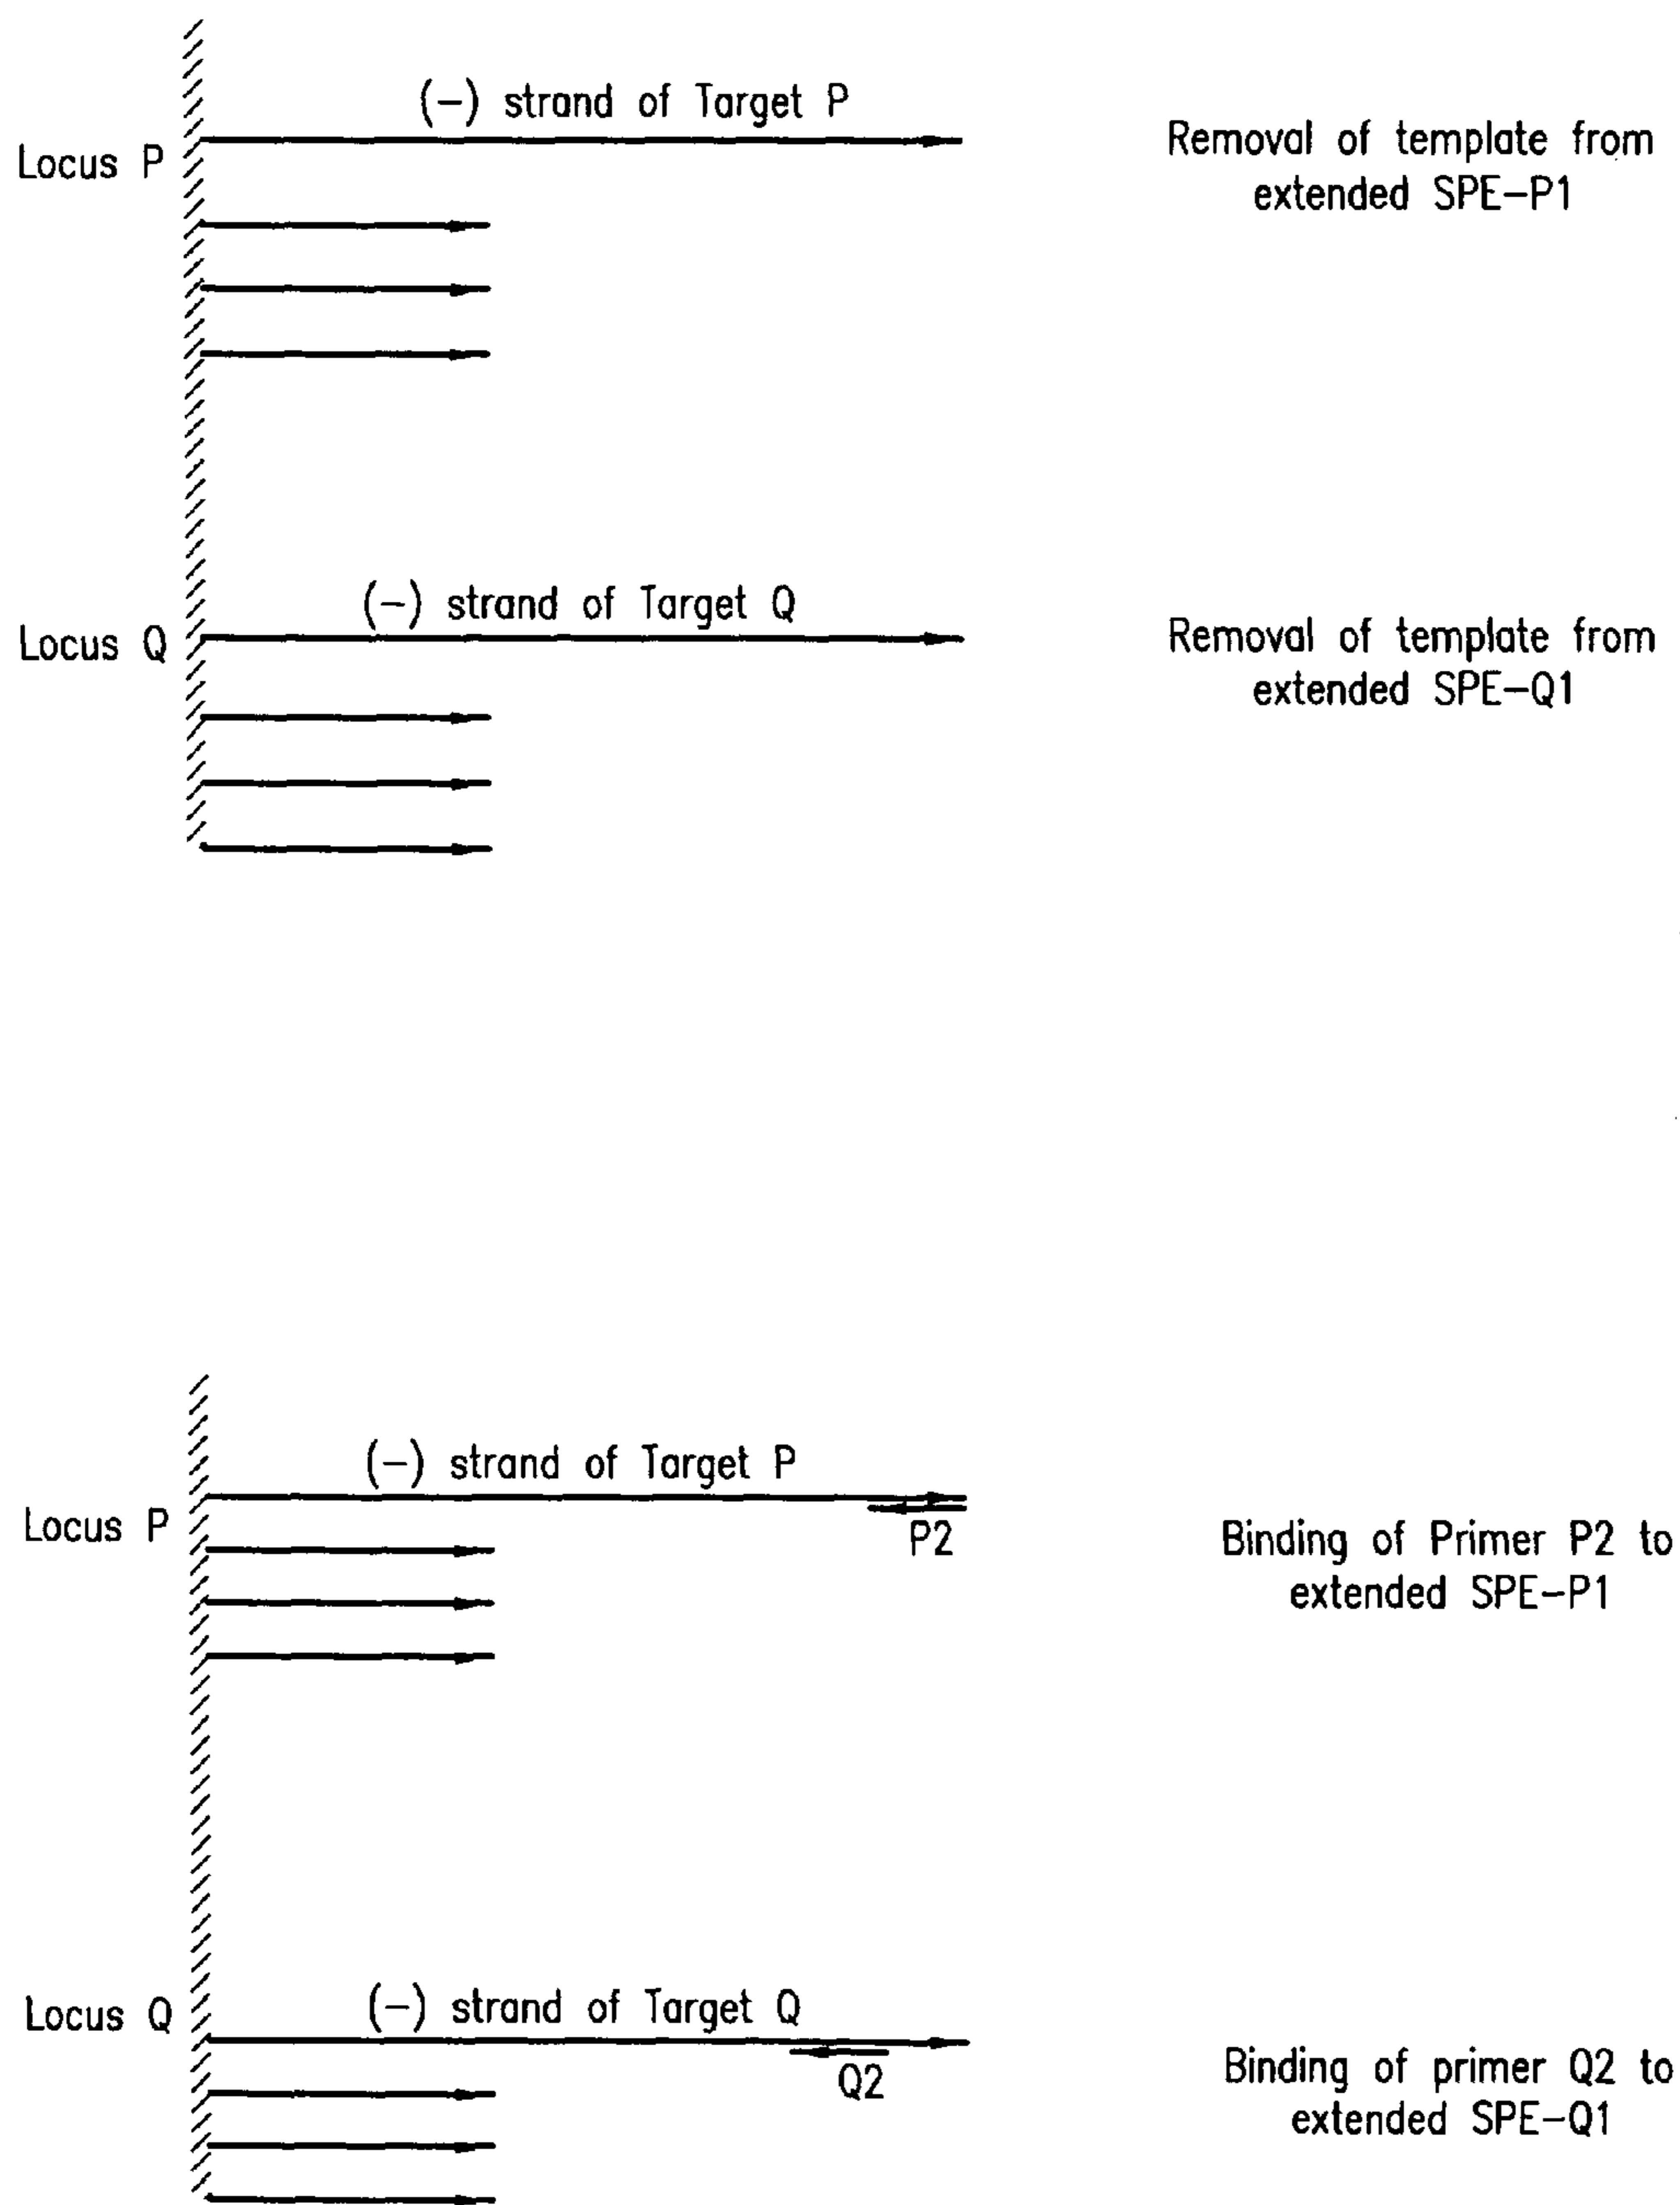 (-) strand of Target P
Locus P
Removal of template from
extended SPE-P1
(-) strand of Target Q
Locus Q
Removal of template from
extended SPE-Q1
(-) strand of Target P
Locus P
P2
Binding of Primer P2 to
extended SPE-P1
(-) strand of Target Q
Locus Q
Q2
Binding of primer Q2 to
extended SPE-Q1